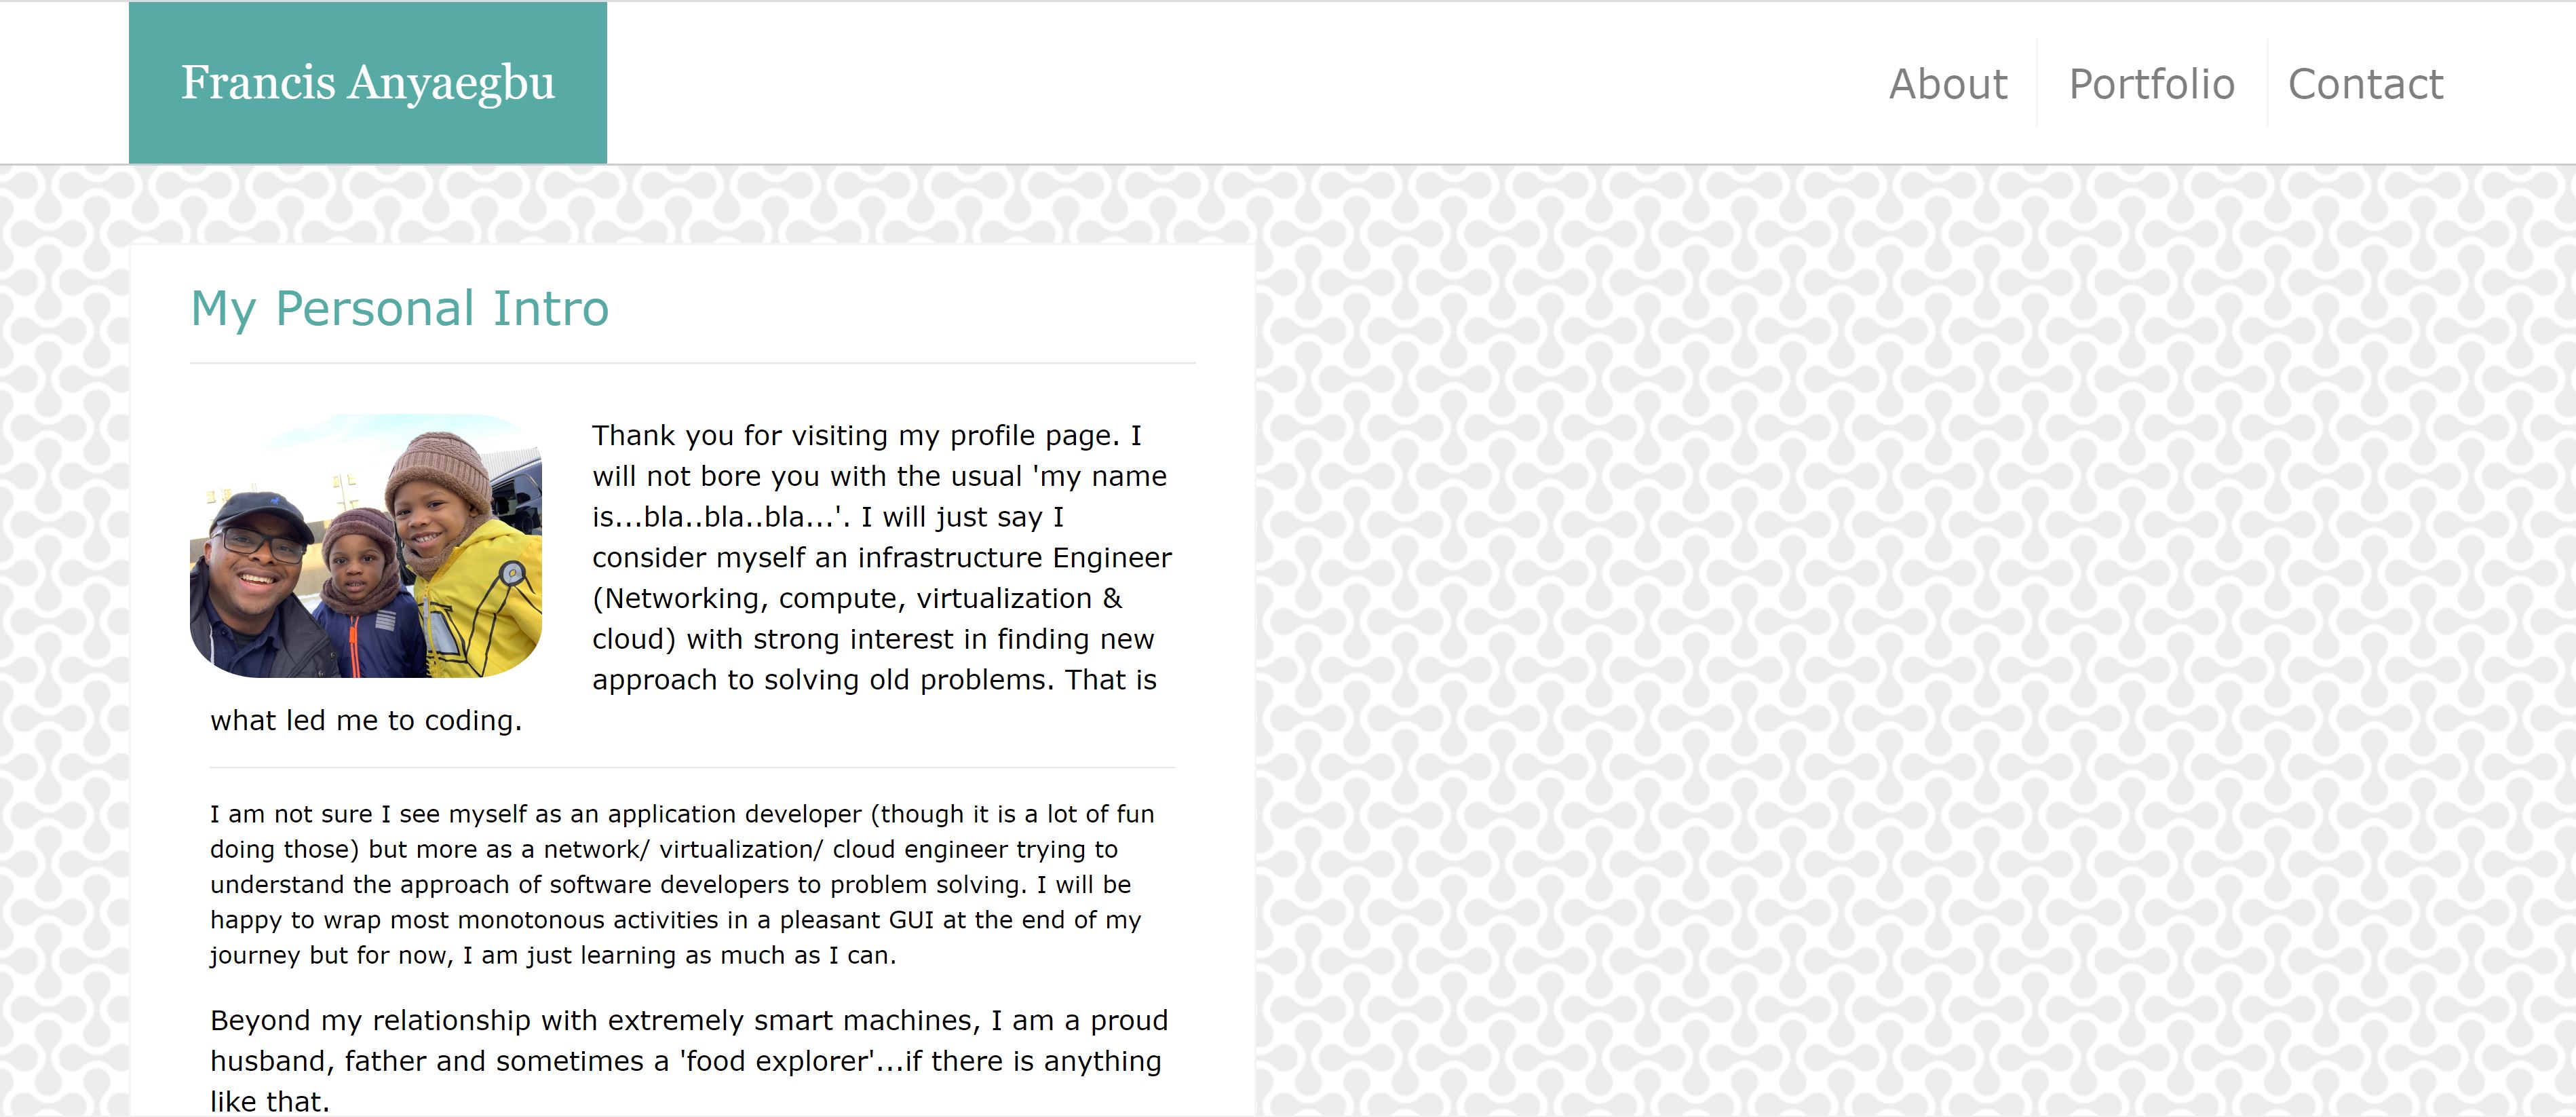 Francis Anyaegbu
About
Portfolio
Contact
My Personal Intro
Thank you for visiting my profile page. I
will not bore you with the usual 'my name
is...bla..bla..bla...'. I will just say I
consider myself an infrastructure Engineer
(Networking, compute, virtualization &
cloud) with strong interest in finding new
approach to solving old problems. That is
what led me to coding.
I am not sure I see myself as an application developer (though it is a lot of fun
doing those) but more as a network/ virtualization/ cloud engineer trying to
understand the approach of software developers to problem solving. I will be
happy to wrap most monotonous activities in a pleasant GUI at the end of my
journey but for now, I am just learning as much as I can.
Beyond my relationship with extremely smart machines, I am a proud
husband, father and sometimes a 'food explorer'...if there is anything
like that.